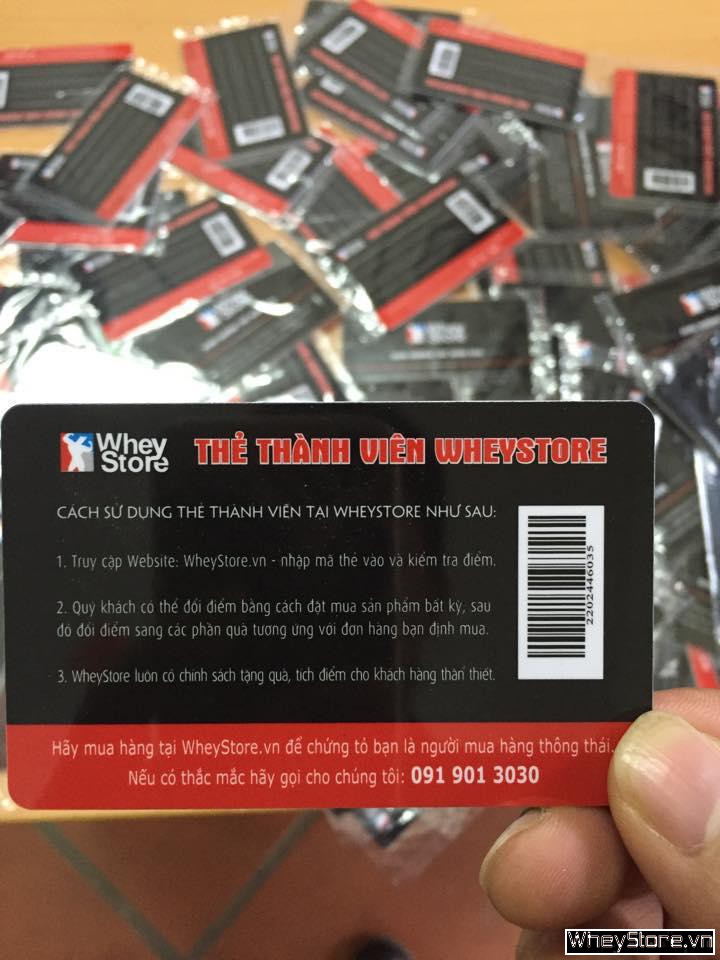 Whey
Store
THẺ THÀNH VIÊN WHEYSTORE
CÁCH SỬ DỤNG THẺ THÀNH VIÊN TẠI WHEYSTORE NHƯ SAU:
1. Truy cập Website: WheyStore.vn - nhập mã thẻ vào và kiểm tra điểm.
2. Quý khách có thể đổi điểm bằng cách đặt mua sản phẩm bất kỳ, sau
đó đổi điểm sang các phần quà tương ứng với đơn hàng bạn định mua.
3. WheyStore luôn có chính sách tặng quà, tích điểm cho khách hàng thân thiết.
2202446035
Hãy mua hàng tại WheyStore.vn để chứng tỏ bạn là người mua hàng thông thái.
Nếu có thắc mắc hãy gọi cho chúng tôi: 091 901 3030
Whey
Store
WheyStore.vn